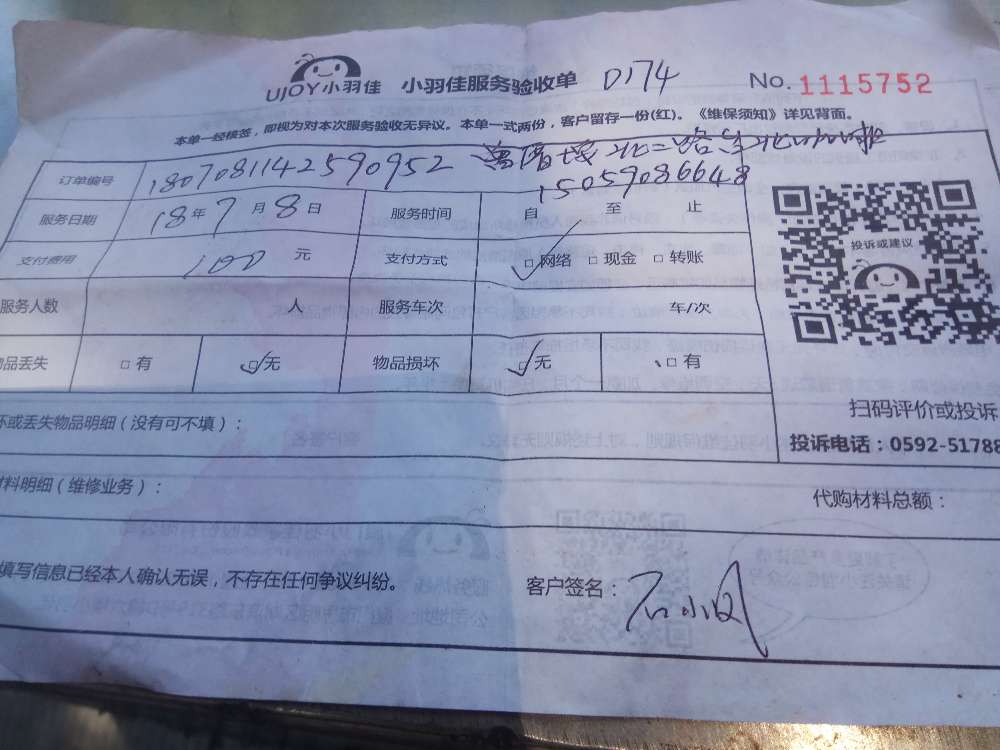 UJOY小羽佳 小羽佳服务验收单 D174 No. 1115752
本单一经核签，即视为对本次服务验收无异议。本单一式两份，客户留存一份(红)。《维保须知》详见背面。
订单编号 1807081142590952
15059086648
服务日期 18年7月8日 服务时间 自 至 止
支付费用 100 元 支付方式 网络 现金 转账
服务人数 人 服务车次 车/次
物品丢失 有 无 物品损坏 无 有
投诉或建议
坏或丢失物品明细（没有可不填）：
扫码评价或投诉
投诉电话：0592-51788
材料明细（维修业务）： 代购材料总额：
填写信息已经本人确认无误，不存在任何争议纠纷。 客户签名：